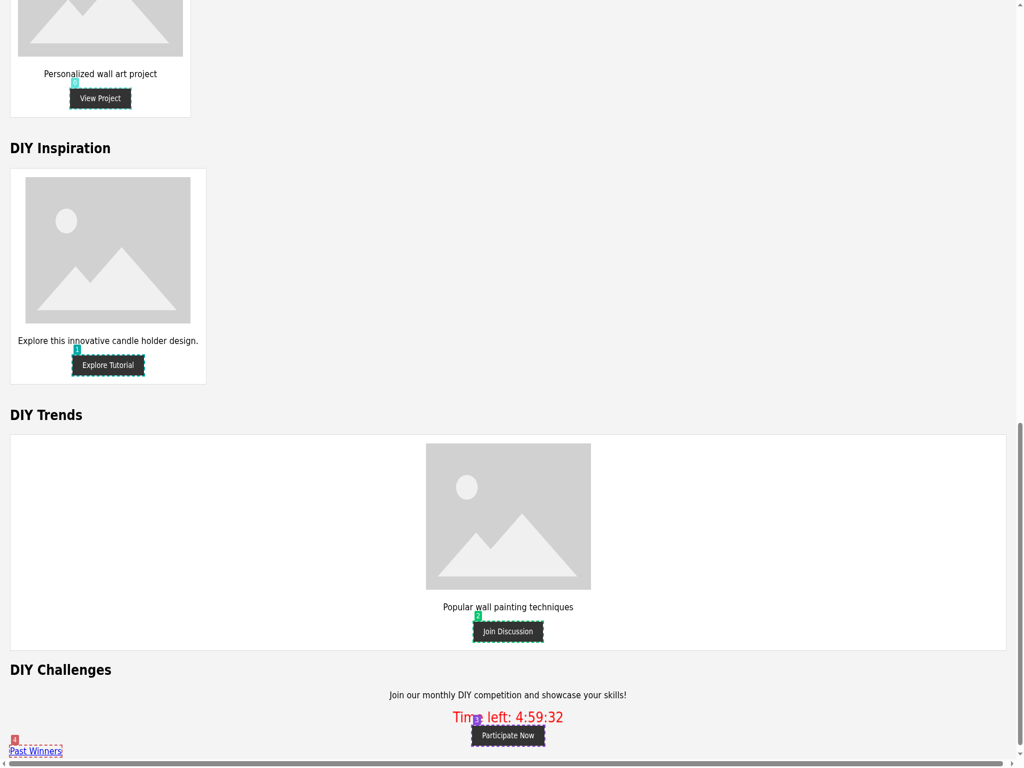 Personalized wall art project
0
View Project
DIY Inspiration
Explore this innovative candle holder design.
1
Explore Tutorial
DIY Trends
Popular wall painting techniques
2
Join Discussion
DIY Challenges
Join our monthly DIY competition and showcase your skills!
Time left: 4:59:32
3
Participate Now
4
Past Winners